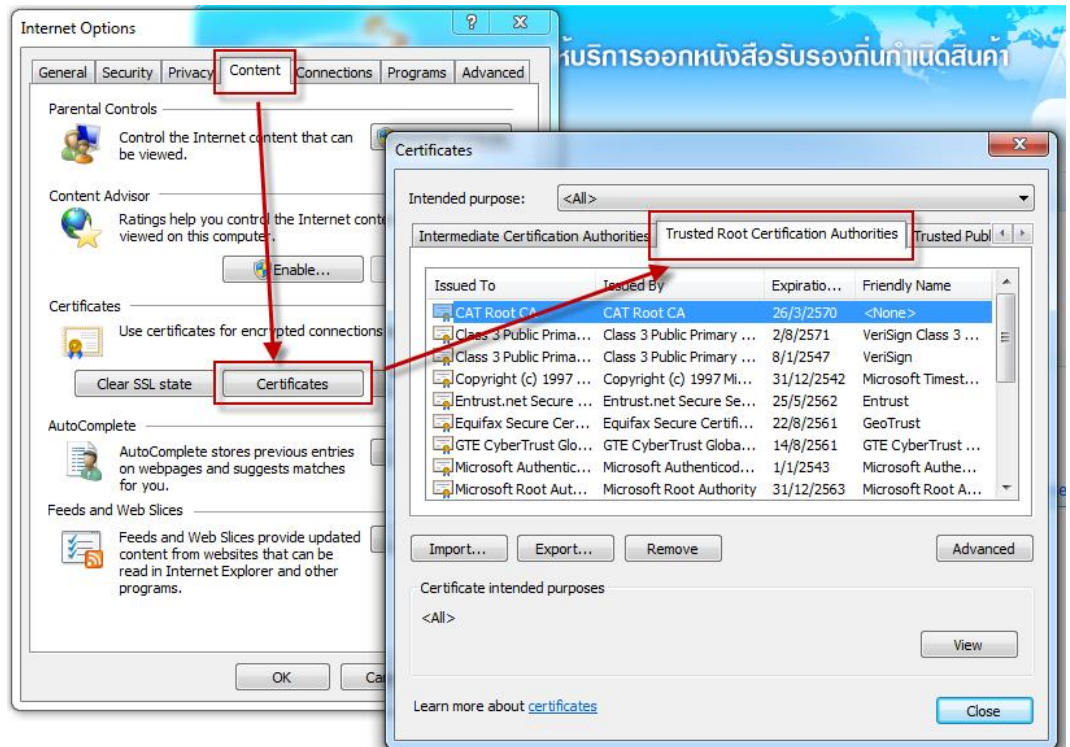 Internet Options
ห้บริการออกหนังสือรับรองถิ่นกำเนิดสินค้า
General Security Privacy Content Connections Programs Advanced
Parental Controls
Control the Internet content that can
be viewed.
Content Advisor
Ratings help you control the Internet conte
viewed on this computer.
Enable...
Certificates
Use certificates for encrypted connections
Clear SSL state Certificates
AutoComplete
AutoComplete stores previous entries
on webpages and suggests matches
for you.
Feeds and Web Slices
Feeds and Web Slices provide updated
content from websites that can be
read in Internet Explorer and other
programs.
OK Ca
Certificates
Intended purpose: <All>
Intermediate Certification Authorities Trusted Root Certification Authorities Trusted Publ
Issued To Issued By Expiratio... Friendly Name
CAT Root CA CAT Root CA 26/3/2570 <None>
Class 3 Public Prima... Class 3 Public Primary ... 2/8/2571 VeriSign Class 3 ...
Class 3 Public Prima... Class 3 Public Primary ... 8/1/2547 VeriSign
Copyright (c) 1997 ... Copyright (c) 1997 Mi... 31/12/2542 Microsoft Timest...
Entrust.net Secure ... Entrust.net Secure Se... 25/5/2562 Entrust
Equifax Secure Cer... Equifax Secure Certifi... 22/8/2561 GeoTrust
GTE CyberTrust Glo... GTE CyberTrust Globa... 14/8/2561 GTE CyberTrust ...
Microsoft Authentic... Microsoft Authenticod... 1/1/2543 Microsoft Authe...
Microsoft Root Aut... Microsoft Root Authority 31/12/2563 Microsoft Root A...
Import... Export... Remove Advanced
Certificate intended purposes
<All>
View
Learn more about certificates
Close